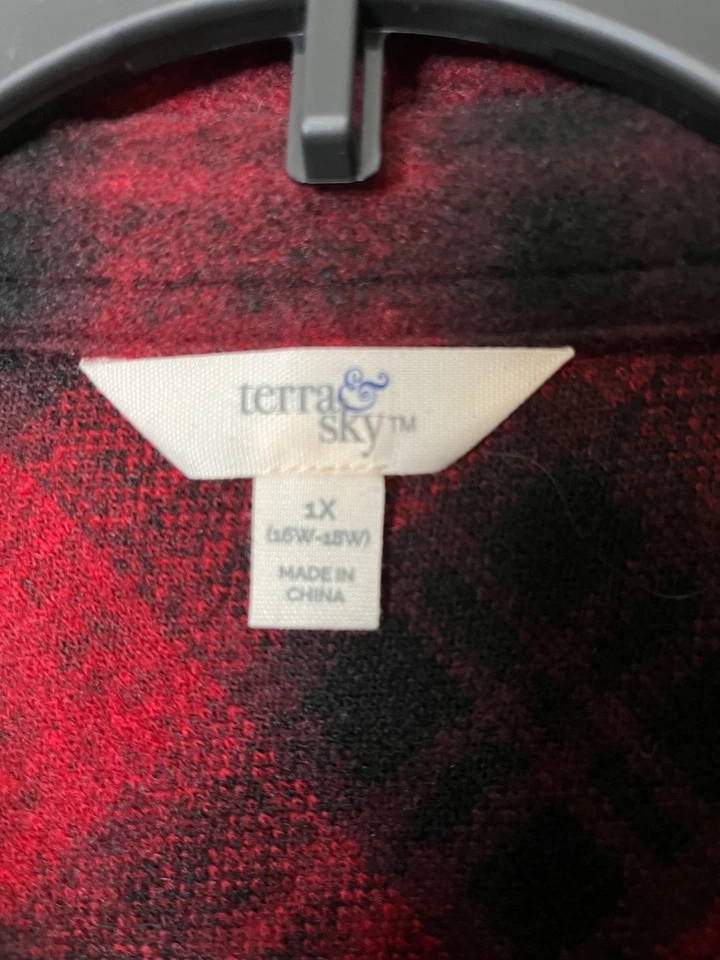 terra&
sky™
1X
(16W-18W)
MADE IN
CHINA